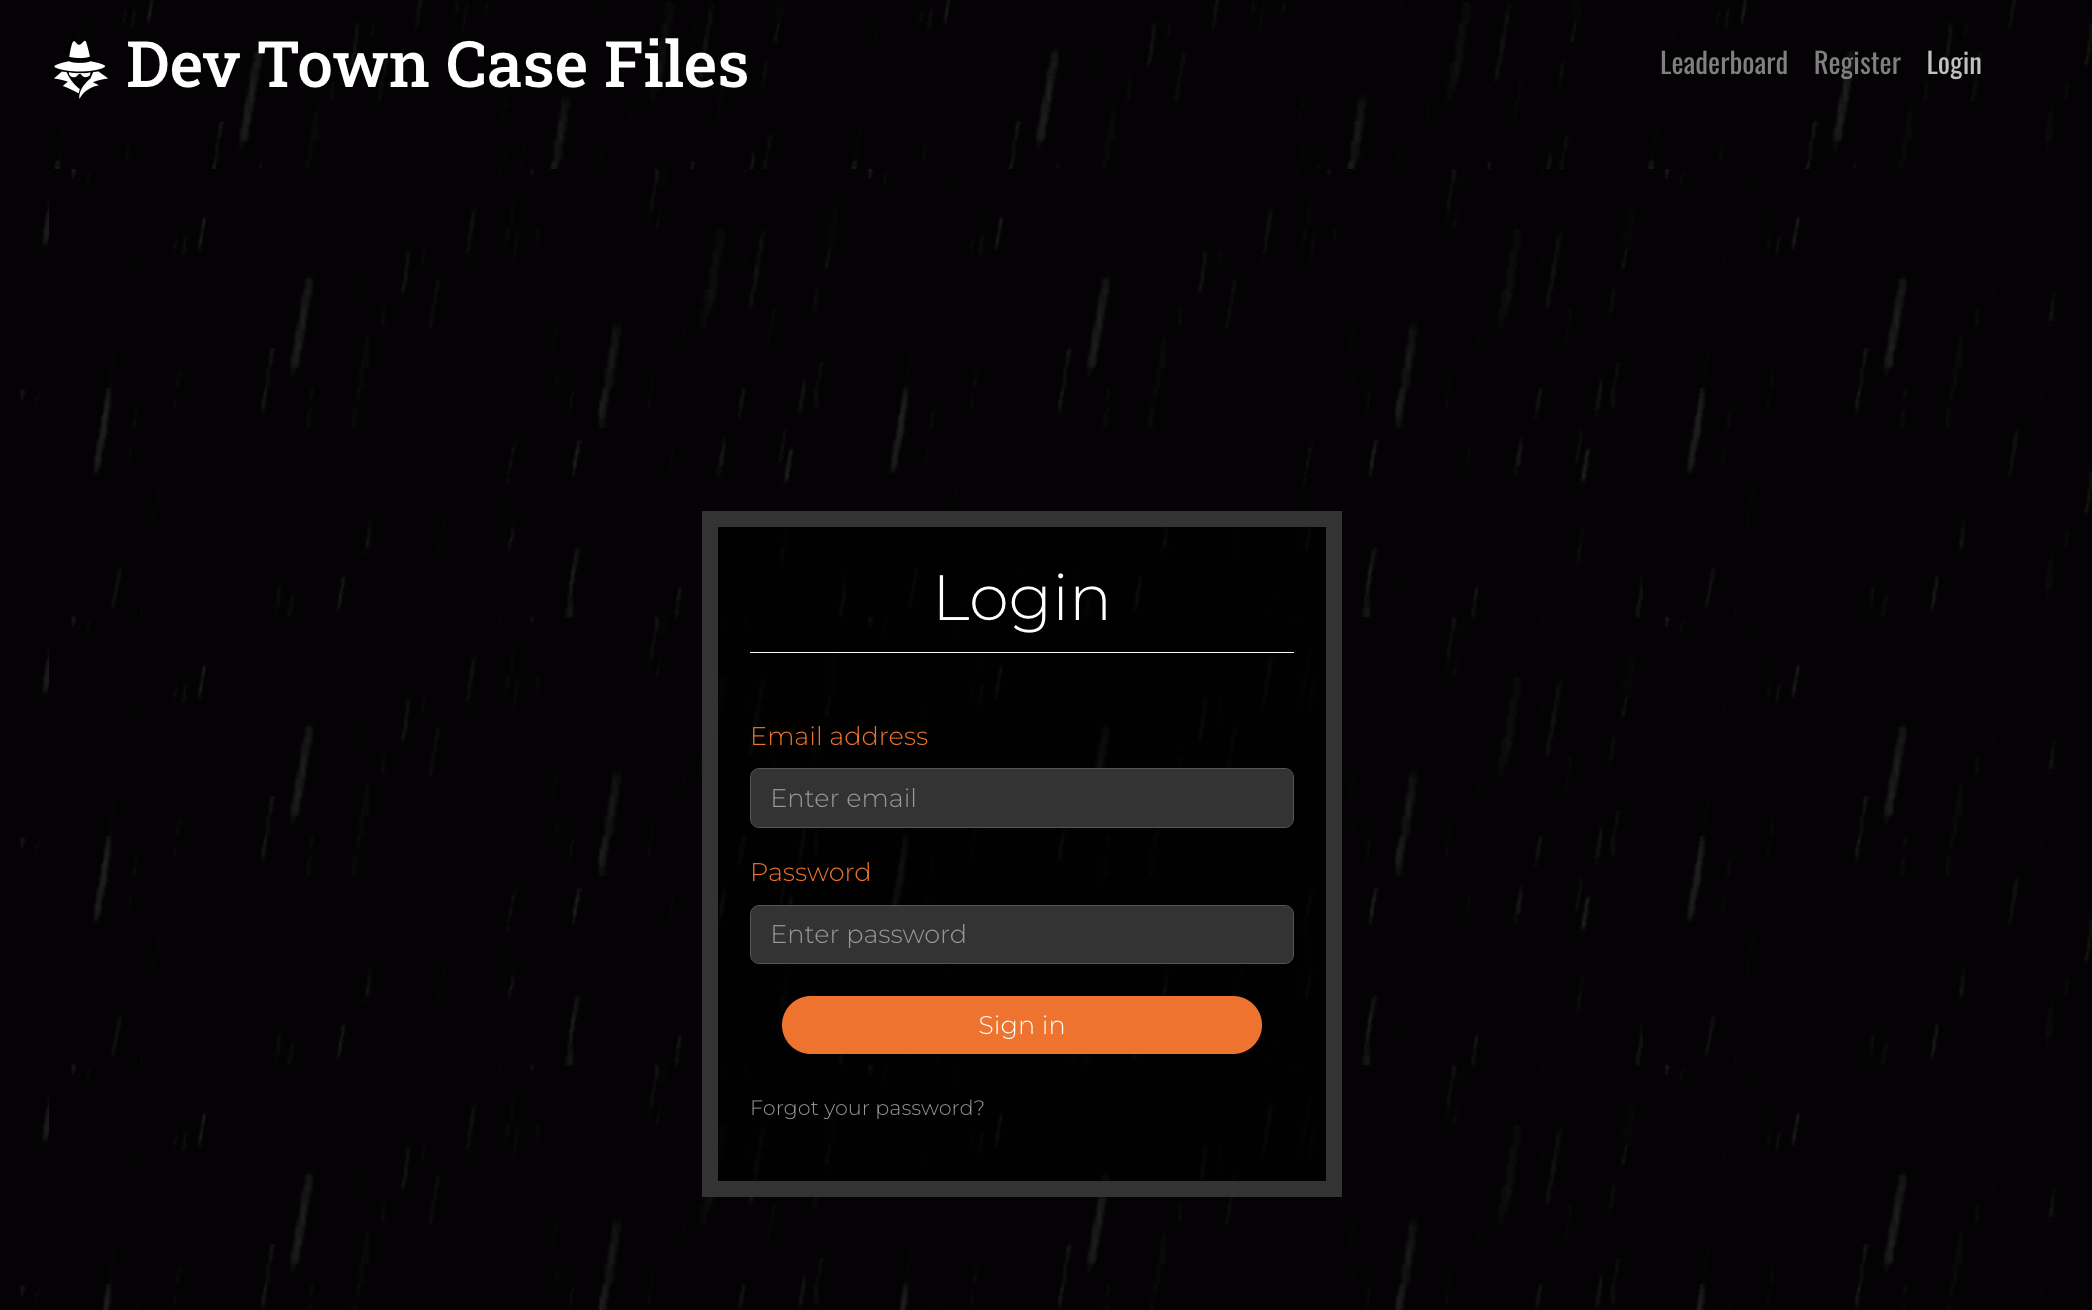 Dev Town Case Files
Leaderboard Register Login
Login
Email address
Enter email
Password
Enter password
Sign in
Forgot your password?